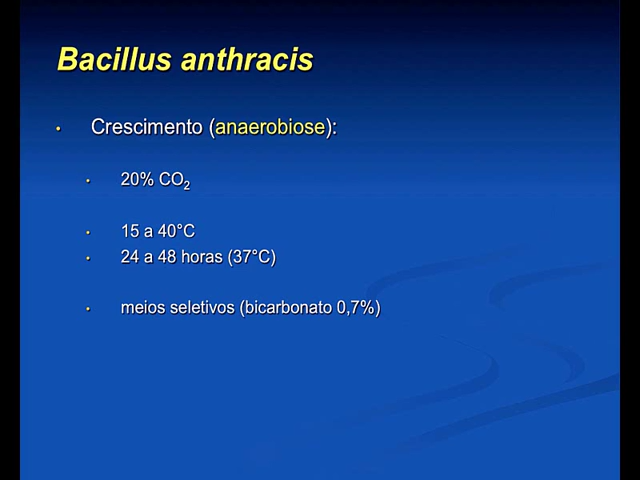 Bacillus anthracis
• Crescimento (anaerobiose):
• 20% CO₂
• 15 a 40°C
• 24 a 48 horas (37°C)
• meios seletivos (bicarbonato 0,7%)